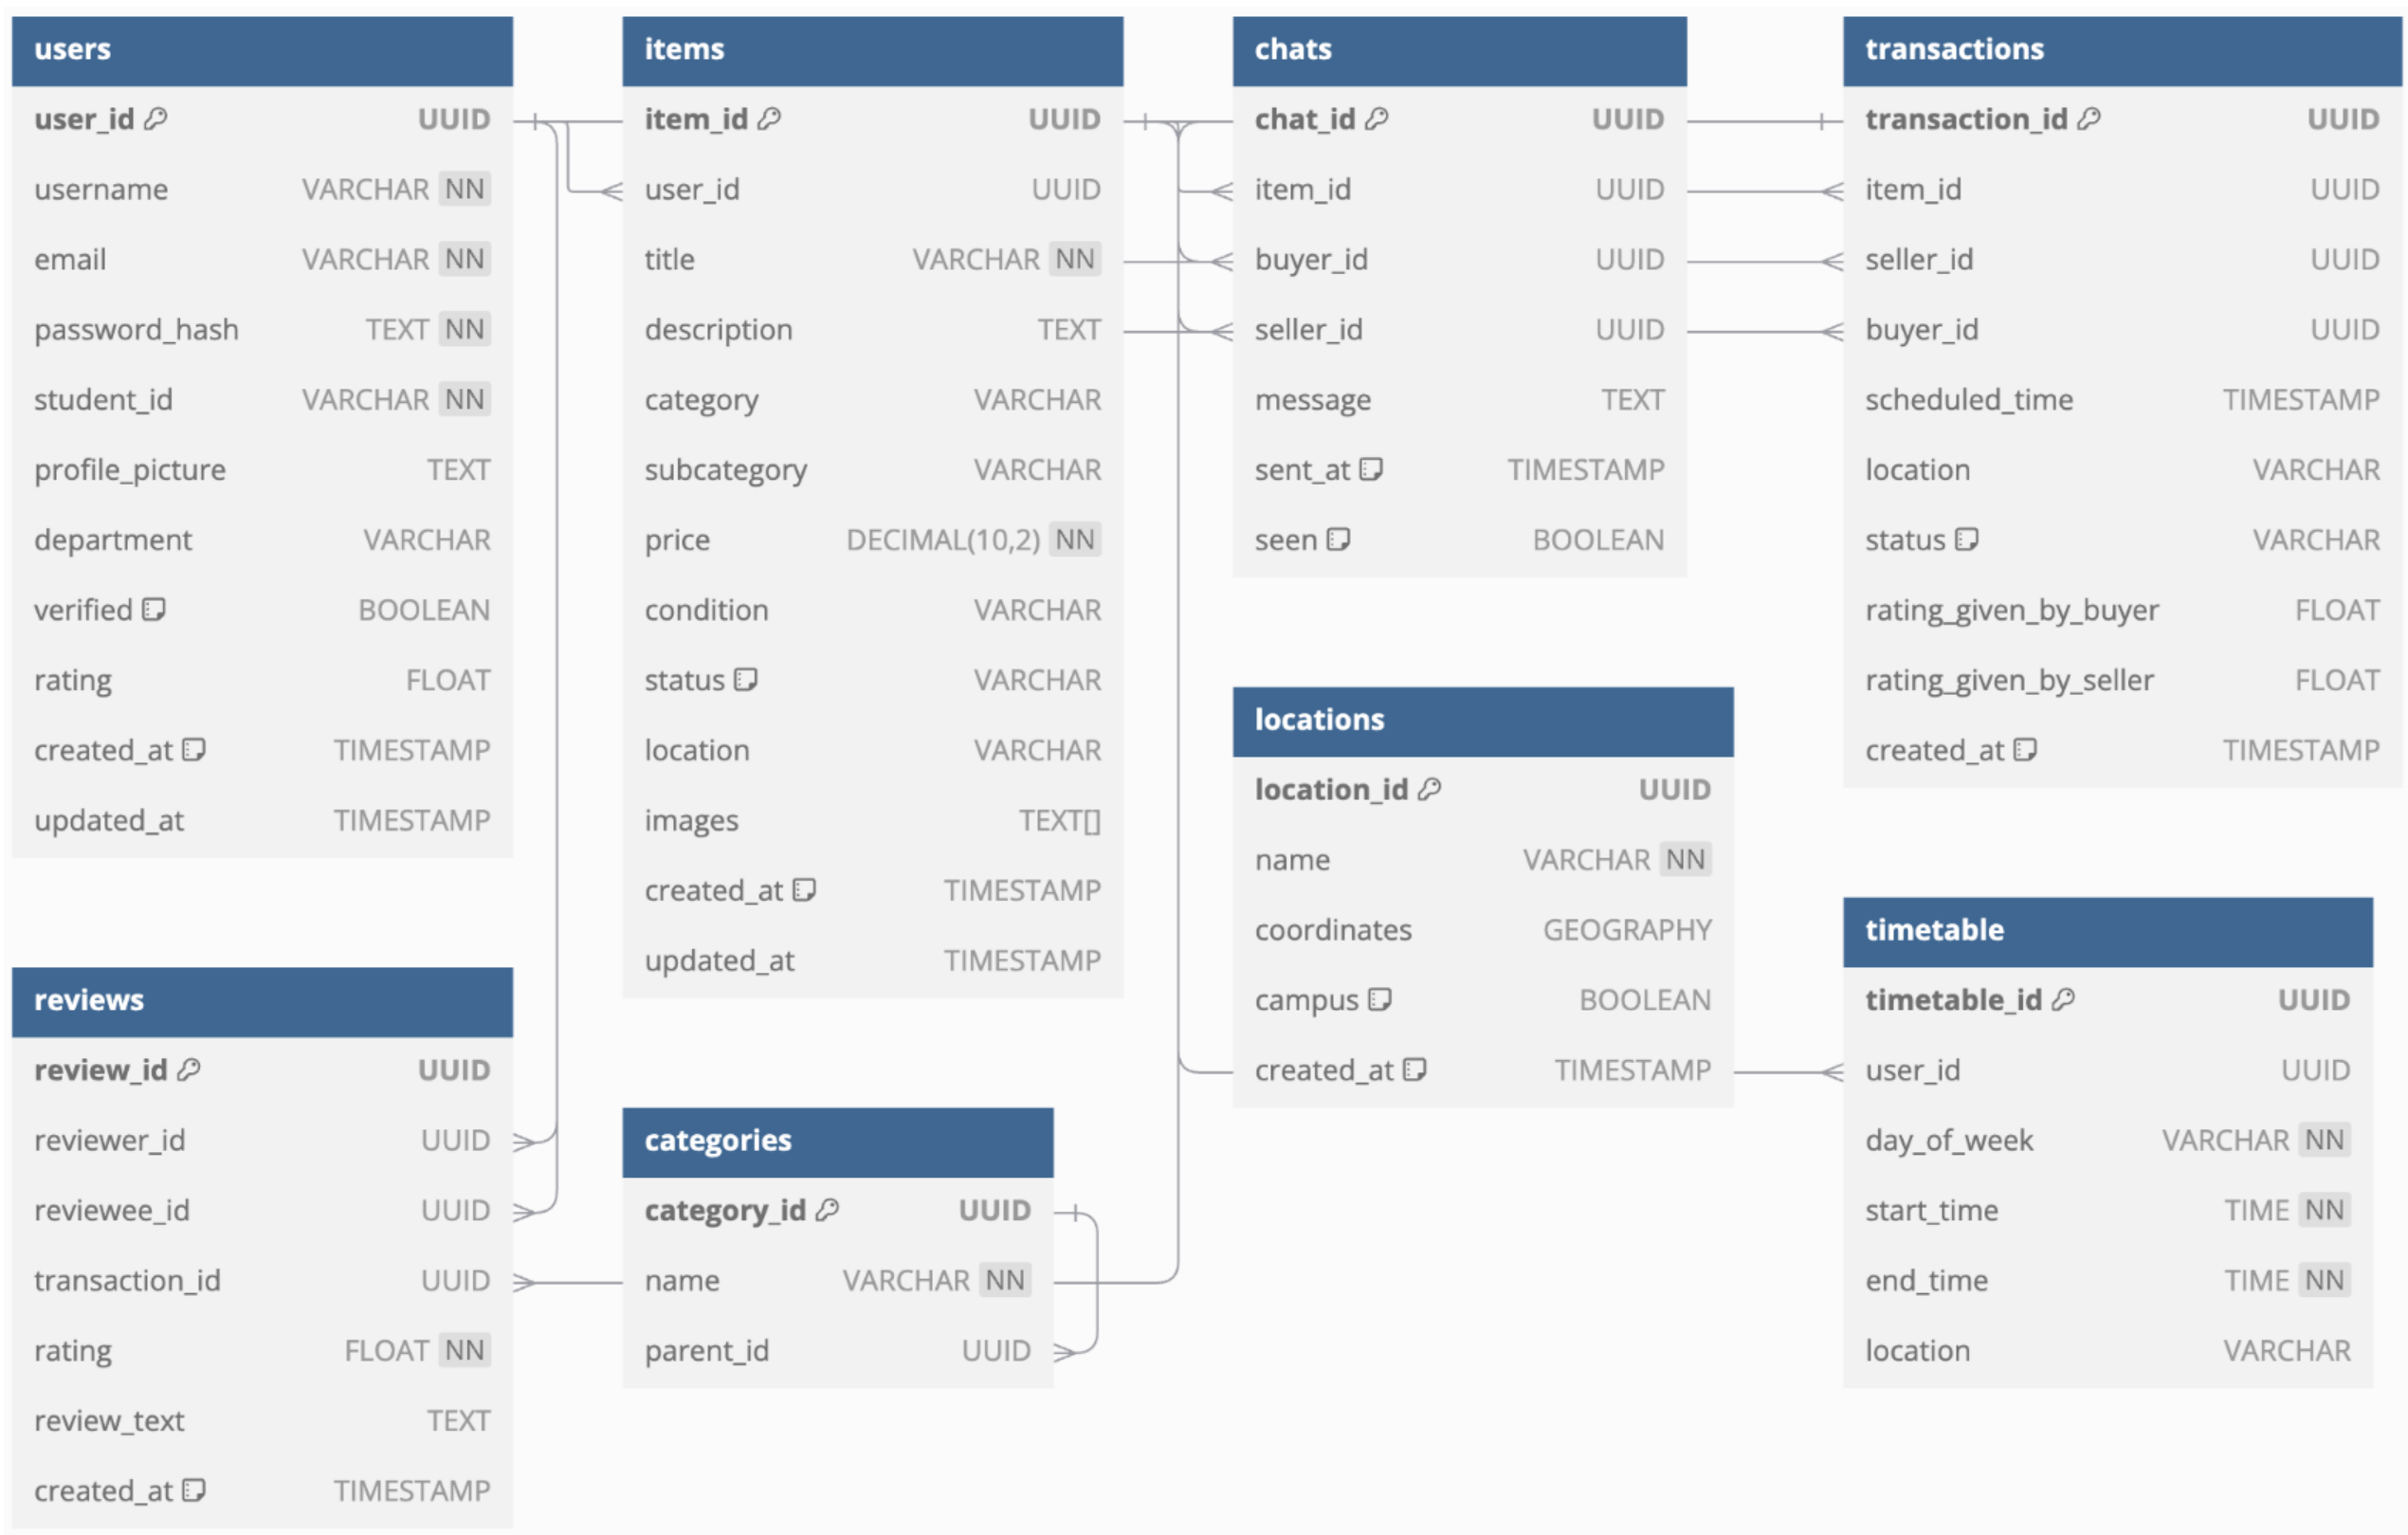 users
user_id UUID
username VARCHAR NN
email VARCHAR NN
password_hash TEXT NN
student_id VARCHAR NN
profile_picture TEXT
department VARCHAR
verified BOOLEAN
rating FLOAT
created_at TIMESTAMP
updated_at TIMESTAMP
reviews
review_id UUID
reviewer_id UUID
reviewee_id UUID
transaction_id UUID
rating FLOAT NN
review_text TEXT
created_at TIMESTAMP
items
item_id UUID
user_id UUID
title VARCHAR NN
description TEXT
category VARCHAR
subcategory VARCHAR
price DECIMAL(10,2) NN
condition VARCHAR
status VARCHAR
location VARCHAR
images TEXT[]
created_at TIMESTAMP
updated_at TIMESTAMP
categories
category_id UUID
name VARCHAR NN
parent_id UUID
chats
chat_id UUID
item_id UUID
buyer_id UUID
seller_id UUID
message TEXT
sent_at TIMESTAMP
seen BOOLEAN
locations
location_id UUID
name VARCHAR NN
coordinates GEOGRAPHY
campus BOOLEAN
created_at TIMESTAMP
transactions
transaction_id UUID
item_id UUID
seller_id UUID
buyer_id UUID
scheduled_time TIMESTAMP
location VARCHAR
status VARCHAR
rating_given_by_buyer FLOAT
rating_given_by_seller FLOAT
created_at TIMESTAMP
timetable
timetable_id UUID
user_id UUID
day_of_week VARCHAR NN
start_time TIME NN
end_time TIME NN
location VARCHAR